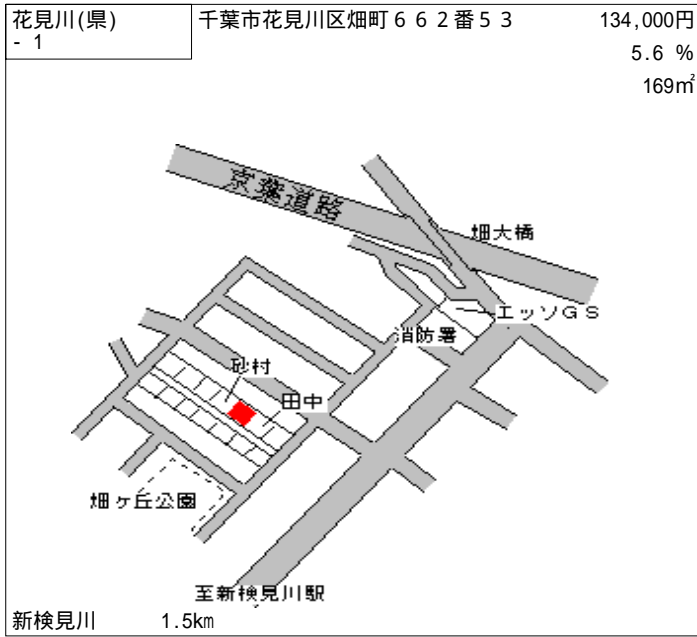 花見川(県)
- 1
千葉市花見川区畑町６６２番５３
134,000円
5.6 %
169㎡
京葉道路
畑大橋
エッソＧＳ
消防署
砂村
田中
畑ヶ丘公園
至新検見川駅
新検見川 1.5km